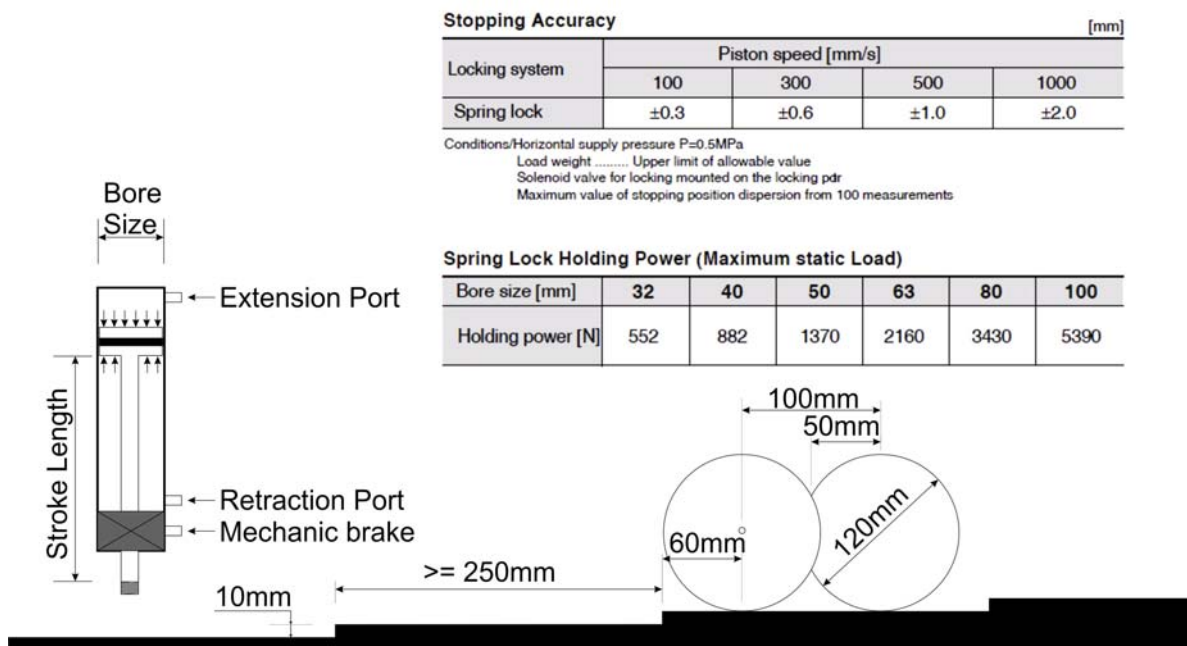 Stopping Accuracy [mm]
Locking system Piston speed [mm/s]
100 300 500 1000
Spring lock ±0.3 ±0.6 ±1.0 ±2.0
Conditions/Horizontal supply pressure P=0.5MPa
Load weight ......... Upper limit of allowable value
Solenoid valve for locking mounted on the locking pdr
Maximum value of stopping position dispersion from 100 measurements
Spring Lock Holding Power (Maximum static Load)
Bore size [mm] 32 40 50 63 80 100
Holding power [N] 552 882 1370 2160 3430 5390
Bore
Size
Extension Port
Stroke Length
Retraction Port
Mechanic brake
10mm
>= 250mm
100mm
50mm
60mm
120mm